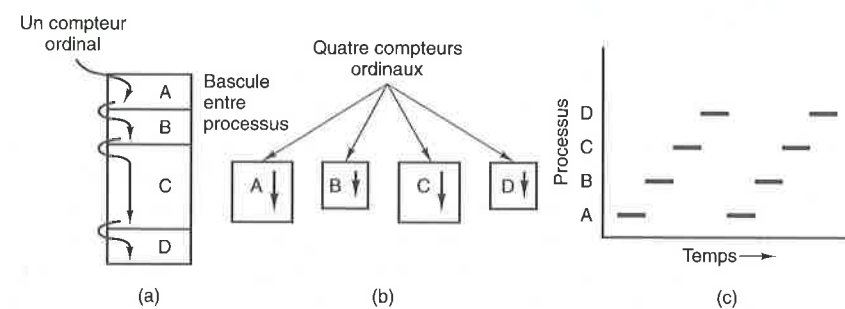 Un compteur
ordinal
A
B
C
D
Bascule
entre
processus
(a)
Quatre compteurs
ordinaux
A
B
C
D
(b)
Processus
D
C
B
A
Temps
(c)